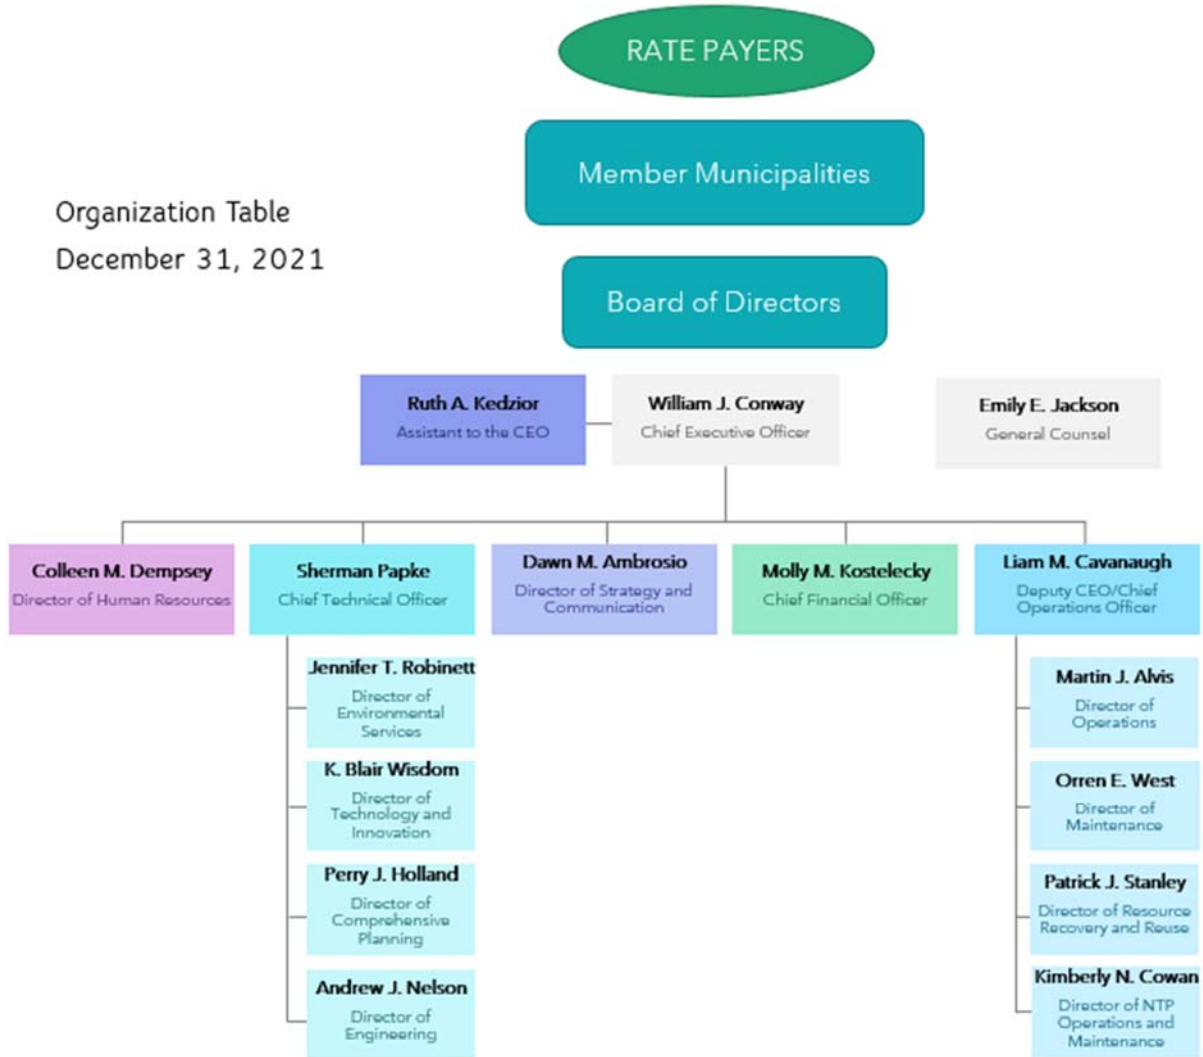 RATE PAYERS
Member Municipalities
Organization Table
December 31, 2021
Board of Directors
Ruth A. Kedzior
Assistant to the CEO
William J. Conway
Chief Executive Officer
Emily E. Jackson
General Counsel
Colleen M. Dempsey
Director of Human Resources
Sherman Papke
Chief Technical Officer
Dawn M. Ambrosio
Director of Strategy and
Communication
Molly M. Kostelecky
Chief Financial Officer
Liam M. Cavanaugh
Deputy CEO/Chief
Operations Officer
Jennifer T. Robinett
Director of
Environmental
Services
K. Blair Wisdom
Director of
Technology and
Innovation
Perry J. Holland
Director of
Comprehensive
Planning
Andrew J. Nelson
Director of
Engineering
Martin J. Alvis
Director of
Operations
Orren E. West
Director of
Maintenance
Patrick J. Stanley
Director of Resource
Recovery and Reuse
Kimberly N. Cowan
Director of NTP
Operations and
Maintenance